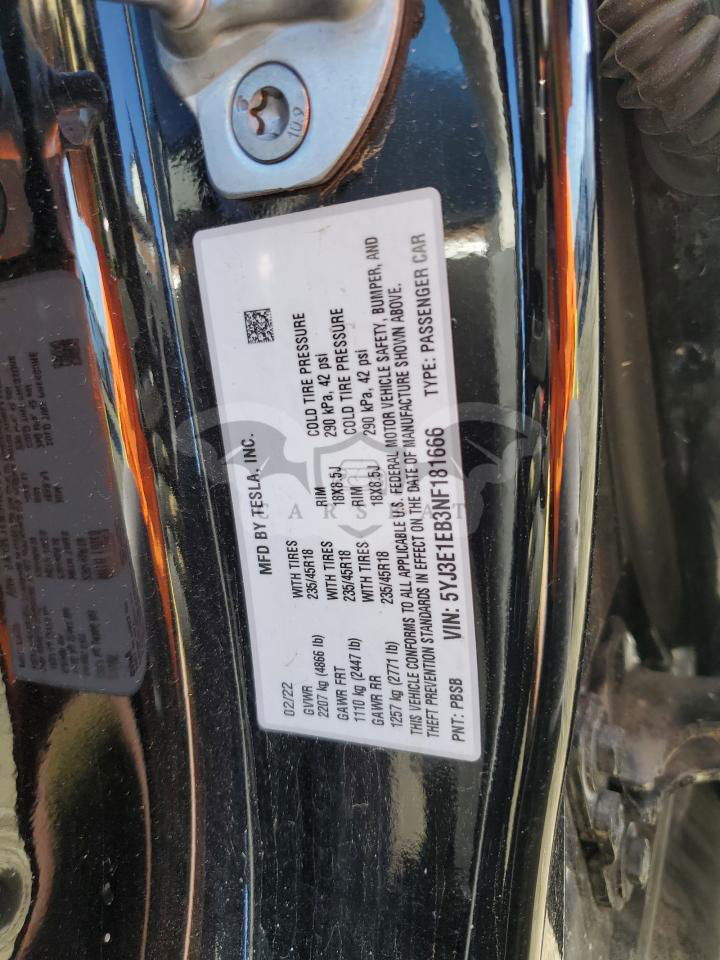 10.9
MFD BY TESLA, INC.
02/22
GVWR WITH TIRES RIM COLD TIRE PRESSURE
2207 kg (4866 lb) 235/45R18 18X8.5J 290 kPa, 42 psi
GAWR FRT WITH TIRES RIM COLD TIRE PRESSURE
1110 kg (2447 lb) 235/45R18 18X8.5J 290 kPa, 42 psi
GAWR RR
1257 kg (2771 lb)
THIS VEHICLE CONFORMS TO ALL APPLICABLE U.S. FEDERAL MOTOR VEHICLE SAFETY, BUMPER, AND
THEFT PREVENTION STANDARDS IN EFFECT ON THE DATE OF MANUFACTURE SHOWN ABOVE.
PNT: PBSB VIN: 5YJ3E1EB3NF181666 TYPE: PASSENGER CAR